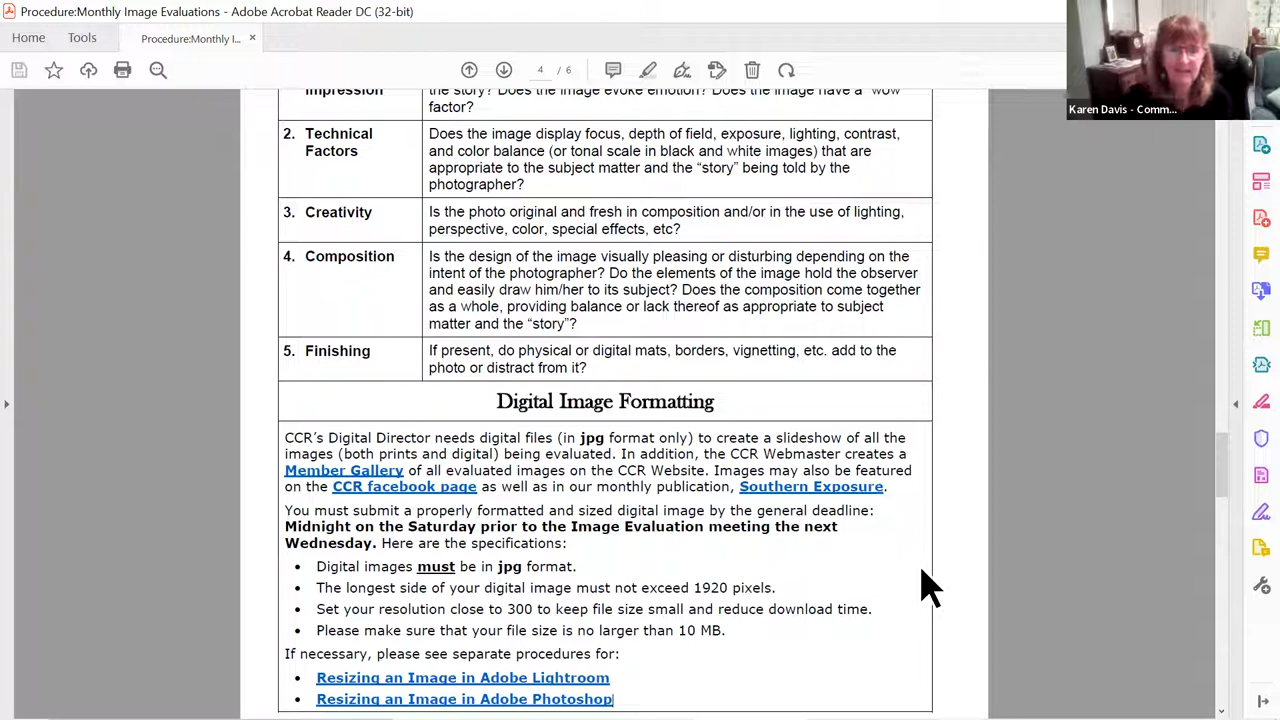 Procedure:Monthly Image Evaluations - Adobe Acrobat Reader DC (32-bit)
Home
Tools
Procedure:Monthly I...
4 / 6
Karen Davis - Comm...
Impression
the story? Does the image evoke emotion? Does the image have a "wow
factor?
2. Technical
Factors
Does the image display focus, depth of field, exposure, lighting, contrast,
and color balance (or tonal scale in black and white images) that are
appropriate to the subject matter and the “story” being told by the
photographer?
3. Creativity
Is the photo original and fresh in composition and/or in the use of lighting,
perspective, color, special effects, etc?
4. Composition
Is the design of the image visually pleasing or disturbing depending on the
intent of the photographer? Do the elements of the image hold the observer
and easily draw him/her to its subject? Does the composition come together
as a whole, providing balance or lack thereof as appropriate to subject
matter and the “story”?
5. Finishing
If present, do physical or digital mats, borders, vignetting, etc. add to the
photo or distract from it?
Digital Image Formatting
CCR’s Digital Director needs digital files (in jpg format only) to create a slideshow of all the
images (both prints and digital) being evaluated. In addition, the CCR Webmaster creates a
Member Gallery of all evaluated images on the CCR Website. Images may also be featured
on the CCR facebook page as well as in our monthly publication, Southern Exposure.
You must submit a properly formatted and sized digital image by the general deadline:
Midnight on the Saturday prior to the Image Evaluation meeting the next
Wednesday. Here are the specifications:
• Digital images must be in jpg format.
• The longest side of your digital image must not exceed 1920 pixels.
• Set your resolution close to 300 to keep file size small and reduce download time.
• Please make sure that your file size is no larger than 10 MB.
If necessary, please see separate procedures for:
• Resizing an Image in Adobe Lightroom
• Resizing an Image in Adobe Photoshop